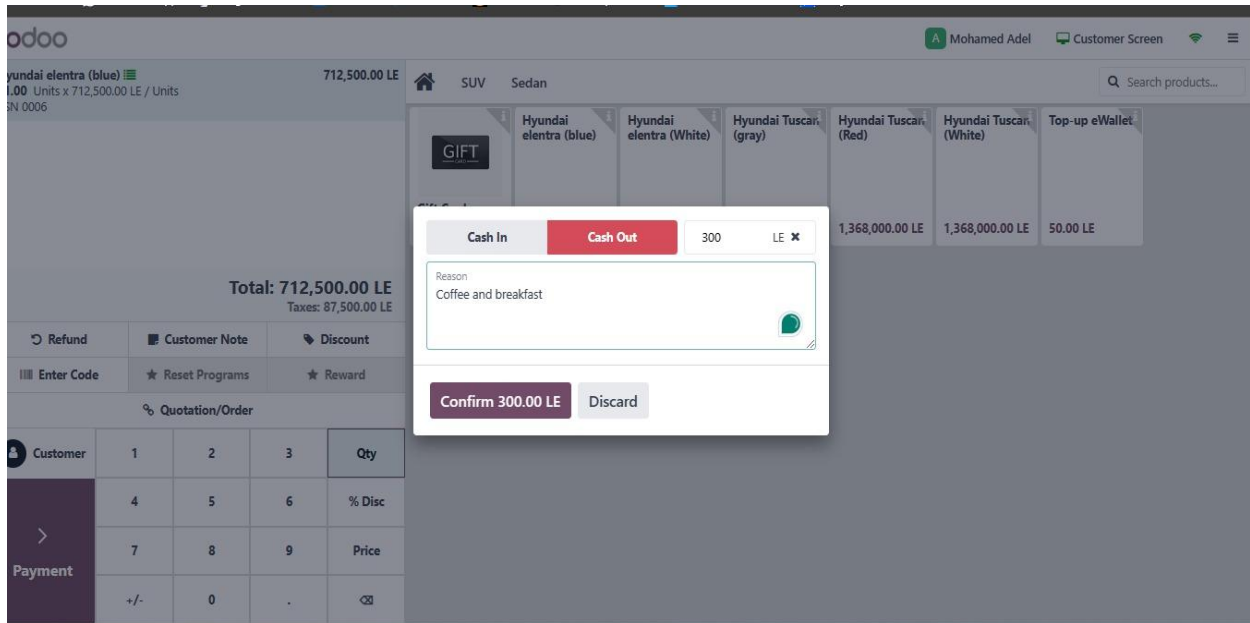 odoo
Mohamed Adel
Customer Screen
yundai elentra (blue) 712,500.00 LE
1.00 Units x 712,500.00 LE / Units
SN 0006
SUV Sedan
Search products...
GIFT
Hyundai elentra (blue)
Hyundai elentra (White)
Hyundai Tuscan (gray)
Hyundai Tuscan (Red)
1,368,000.00 LE
Hyundai Tuscan (White)
1,368,000.00 LE
Top-up eWallet
50.00 LE
Cash In Cash Out 300 LE
Reason
Coffee and breakfast
Confirm 300.00 LE Discard
Total: 712,500.00 LE
Taxes: 87,500.00 LE
Refund Customer Note Discount
Enter Code Reset Programs Reward
Quotation/Order
Customer 1 2 3 Qty
4 5 6 % Disc
7 8 9 Price
Payment
+/- 0 .